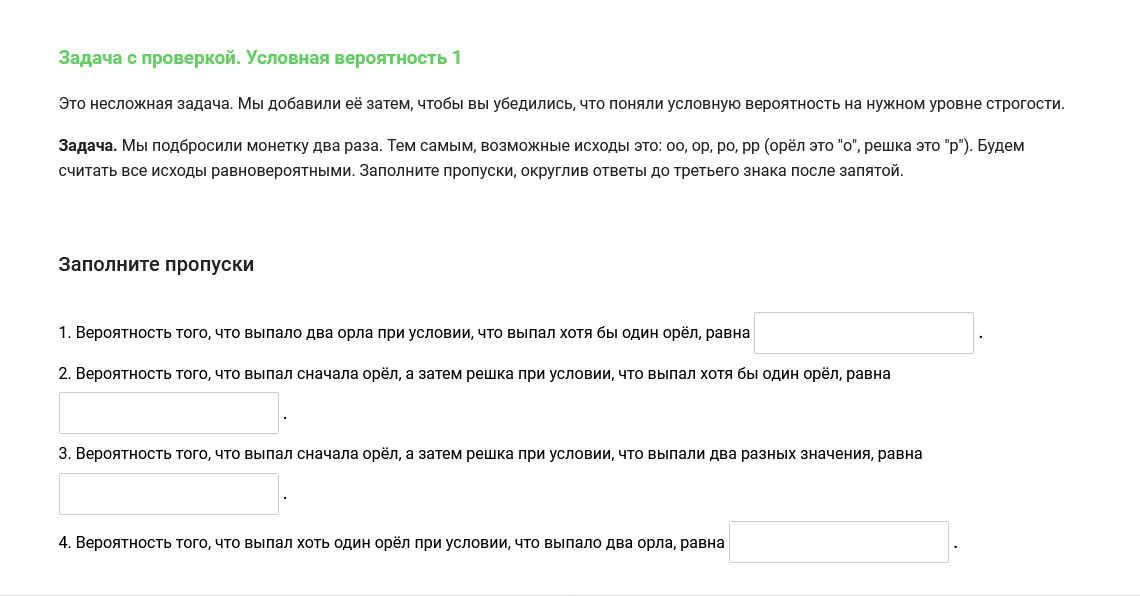 Задача с проверкой. Условная вероятность 1
Это несложная задача. Мы добавили её затем, чтобы вы убедились, что поняли условную вероятность на нужном уровне строгости.
Задача. Мы подбросили монетку два раза. Тем самым, возможные исходы это: оо, ор, ро, рр (орёл это "о", решка это "р"). Будем
считать все исходы равновероятными. Заполните пропуски, округлив ответы до третьего знака после запятой.
Заполните пропуски
1. Вероятность того, что выпало два орла при условии, что выпал хотя бы один орёл, равна .
2. Вероятность того, что выпал сначала орёл, а затем решка при условии, что выпал хотя бы один орёл, равна
.
3. Вероятность того, что выпал сначала орёл, а затем решка при условии, что выпали два разных значения, равна
.
4. Вероятность того, что выпал хоть один орёл при условии, что выпало два орла, равна .